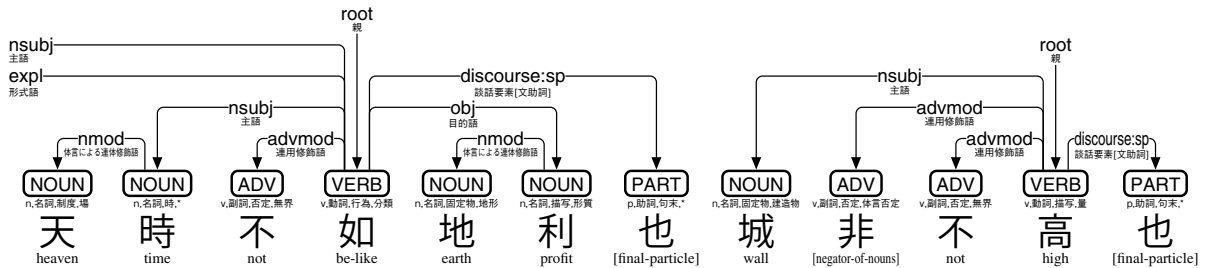 root root
親 親
nsubj
主語
expl discourse:sp nsubj
形式語 談話要素[文助詞] 主語
nsubj obj advmod
主語 目的語 連用修飾語
nmod advmod nmod advmod discourse:sp
体言による連体修飾語 連用修飾語 体言による連体修飾語 連用修飾語 談話要素[文助詞]
NOUN NOUN ADV VERB NOUN NOUN PART NOUN ADV ADV VERB PART
n,名詞,制度,場 n,名詞,時,* v,副詞,否定,無界 v,動詞,行為,分類 n,名詞,固定物,地形 n,名詞,描写,形質 p,助詞,句末,* n,名詞,固定物,建造物 v,副詞,否定,体言否定 v,副詞,否定,無界 v,動詞,描写,量 p,助詞,句末,*
天 時 不 如 地 利 也 城 非 不 高 也
heaven time not be-like earth profit [final-particle] wall [negator-of-nouns] not high [final-particle]